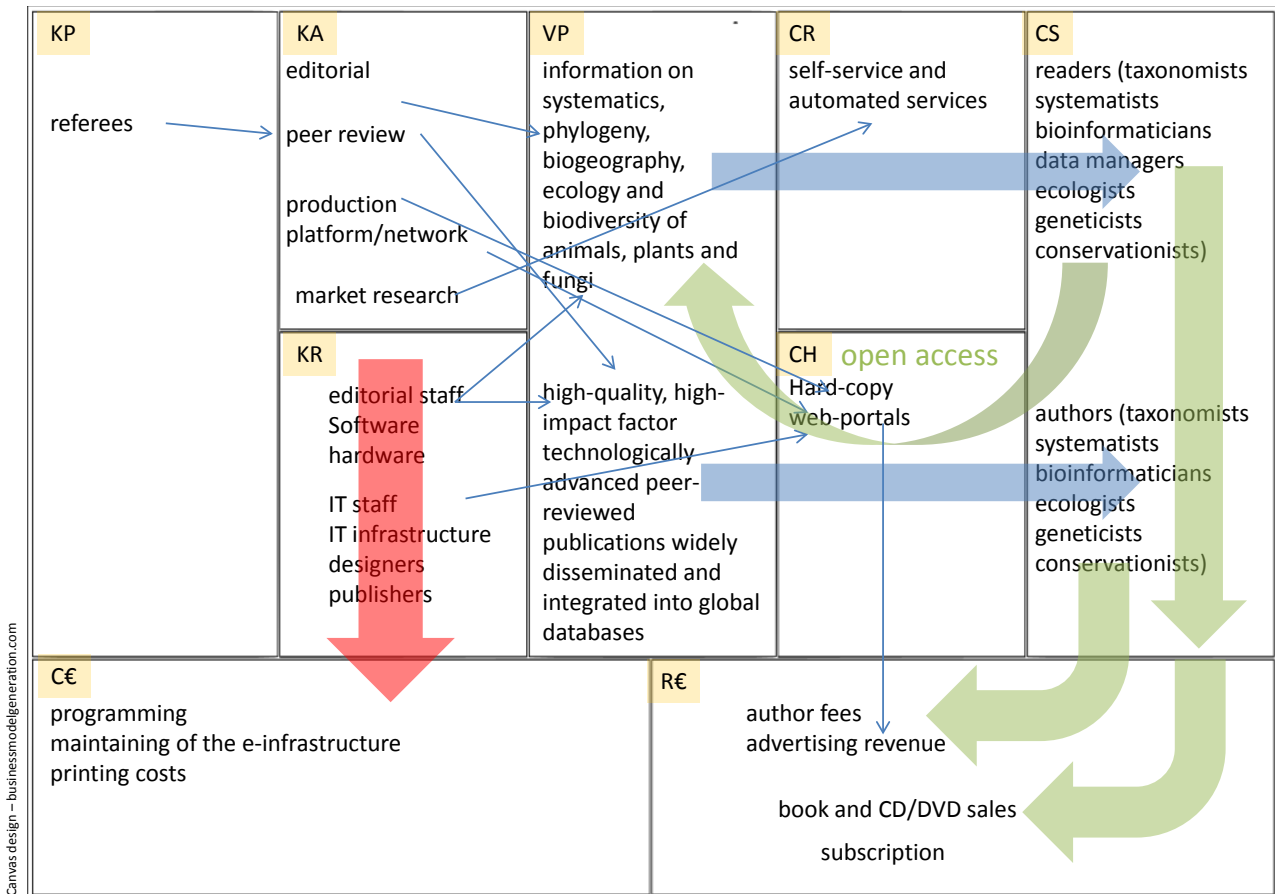 KP
referees
KA
editorial
peer review
production
platform/network
market research
KR
editorial staff
Software
hardware
IT staff
IT infrastructure
designers
publishers
VP
information on
systematics,
phylogeny,
biogeography,
ecology and
biodiversity of
animals, plants and
fungi
high-quality, high-
impact factor
technologically
advanced peer-
reviewed
publications widely
disseminated and
integrated into global
databases
CR
self-service and
automated services
CH
open access
Hard-copy
web-portals
CS
readers (taxonomists
systematists
bioinformaticians
data managers
ecologists
geneticists
conservationists)
authors (taxonomists
systematists
bioinformaticians
ecologists
geneticists
conservationists)
C€
programming
maintaining of the e-infrastructure
printing costs
R€
author fees
advertising revenue
book and CD/DVD sales
subscription
Canvas design – businessmodelgeneration.com